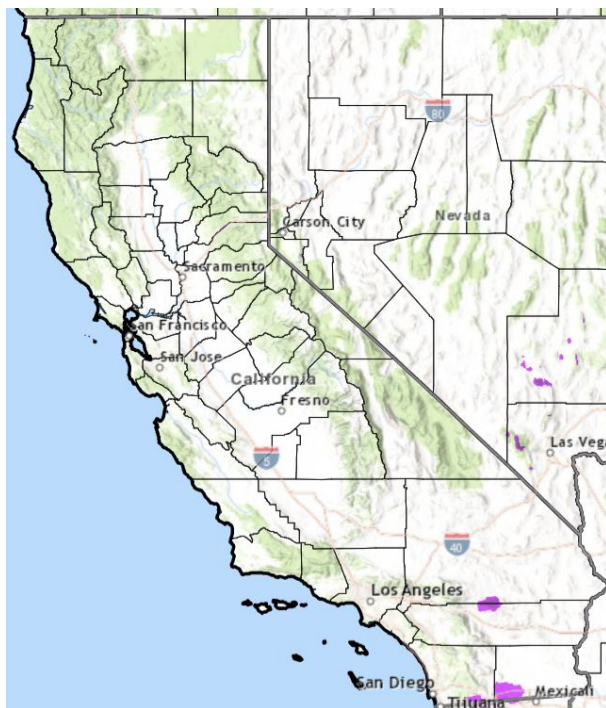 80
Carson City
Nevada
Sacramento
San Francisco
San Jose
California
Fresno
5
Las Vega
40
Los Angeles
San Diego
Mexicali
Tijuana